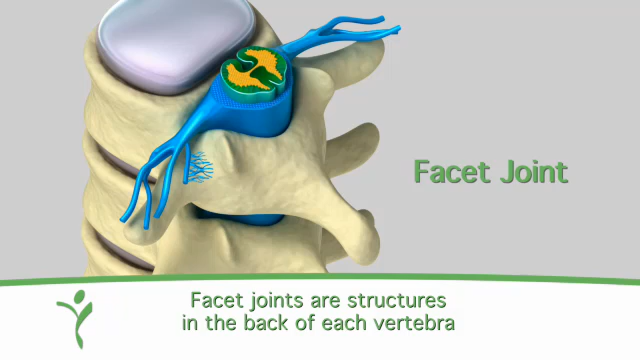 Facet Joint
Facet joints are structures
in the back of each vertebra